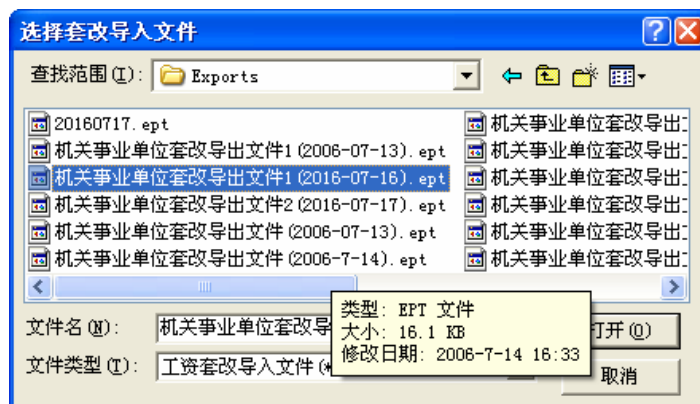 选择套改导入文件
查找范围(I): Exports
20160717.ept
机关事业单位套改导出文件1(2006-07-13).ept
机关事业单位套改导出文件1(2016-07-16).ept
机关事业单位套改导出文件2(2016-07-17).ept
机关事业单位套改导出文件(2006-07-13).ept
机关事业单位套改导出文件(2006-7-14).ept
机关事业单位套改导出
机关事业单位套改导出
机关事业单位套改导出
机关事业单位套改导出
机关事业单位套改导出
机关事业单位套改导出
类型: EPT 文件
大小: 16.1 KB
修改日期: 2006-7-14 16:33
文件名(N): 机关事业单位套改导
打开(O)
文件类型(T): 工资套改导入文件(*
取消